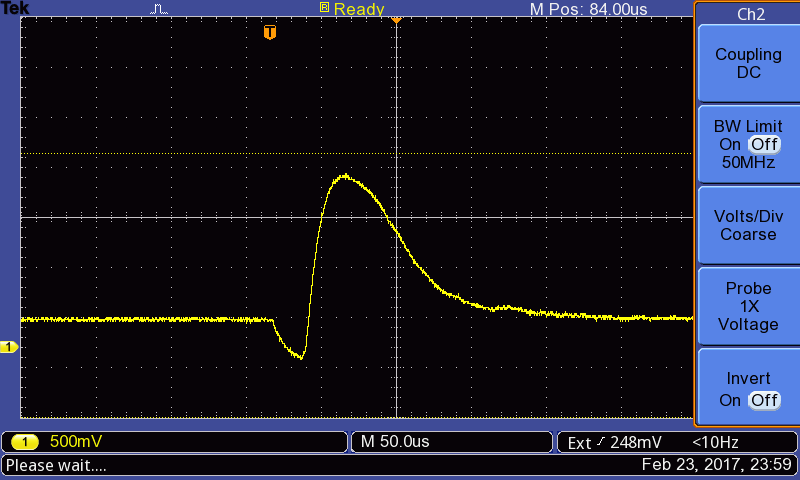 Tek
R Ready
M Pos: 84.00us
T
1
Ch2
Coupling
DC
BW Limit
On Off
50MHz
Volts/Div
Coarse
Probe
1X
Voltage
Invert
On Off
1 500mV
M 50.0us
Ext 248mV <10Hz
Please wait....
Feb 23, 2017, 23:59